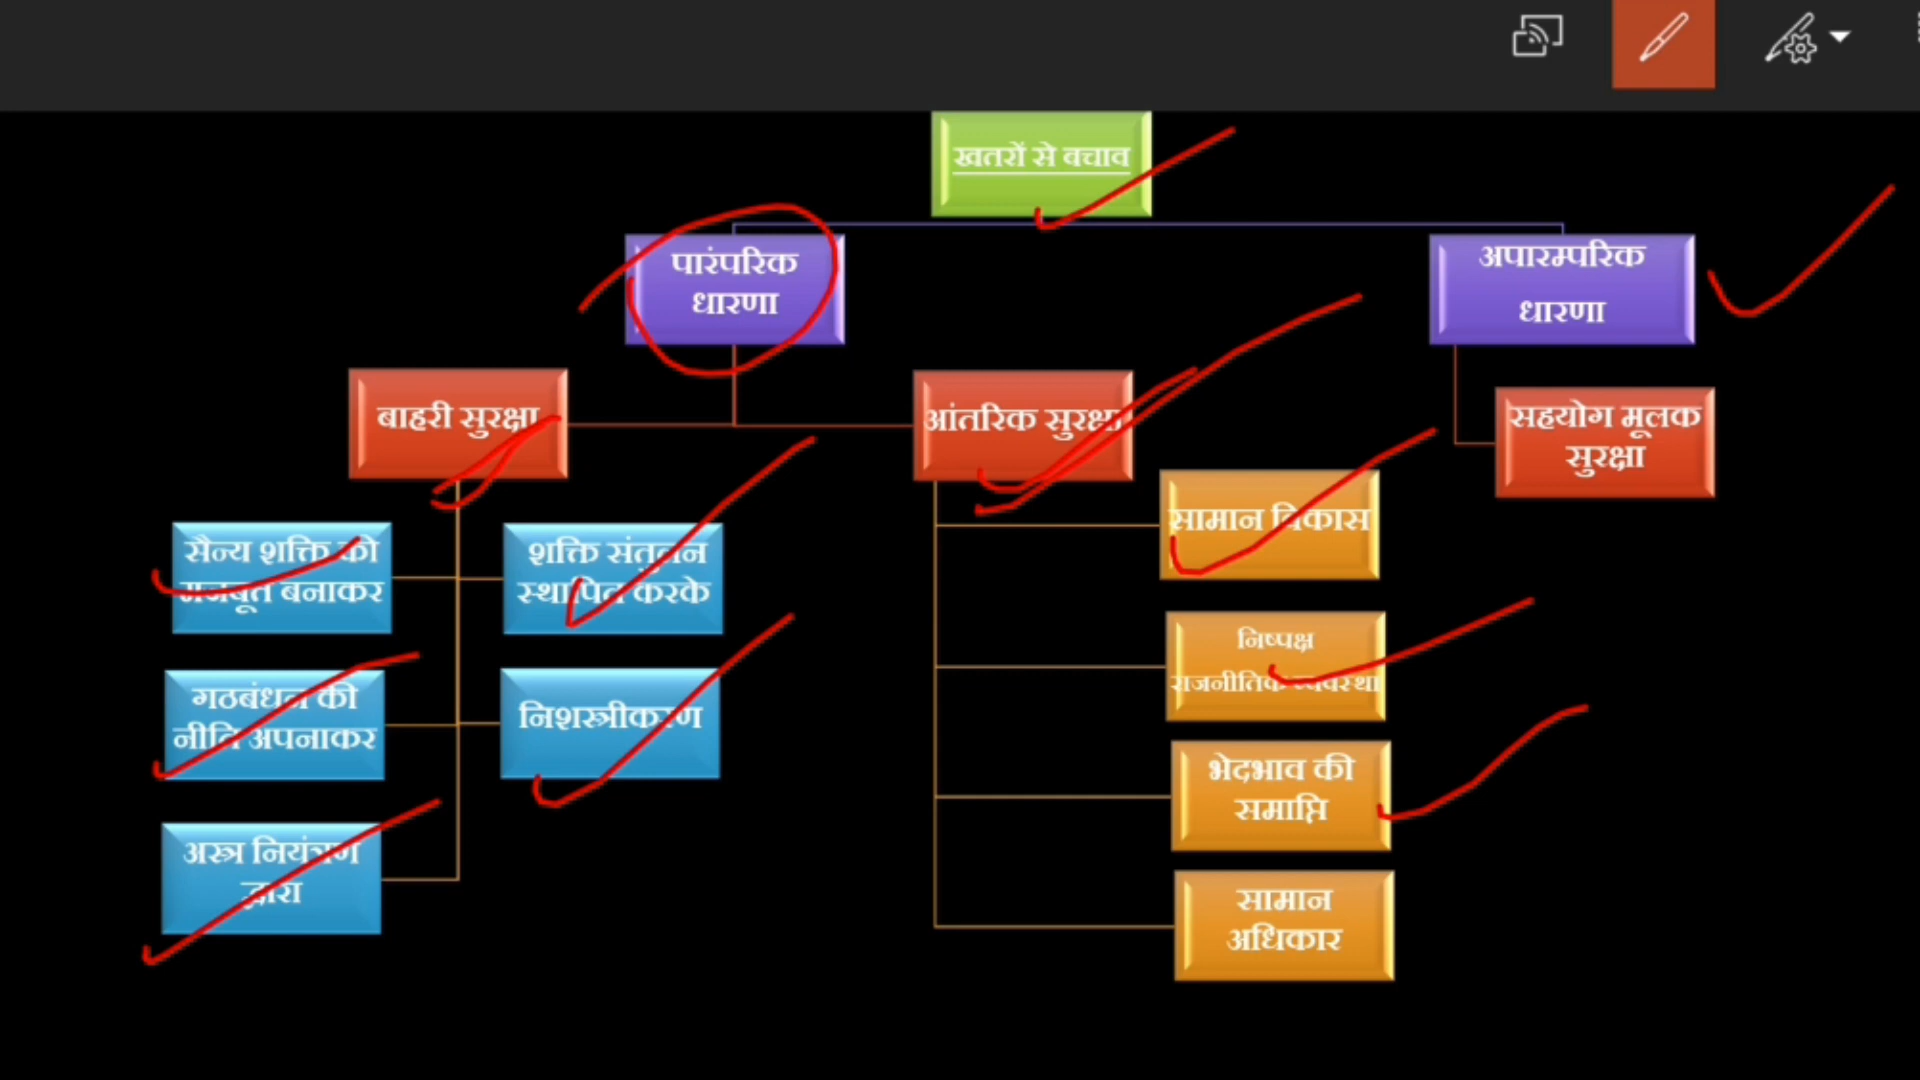 खतरों से बचाव
पारंपरिक
धारणा
अपारम्परिक
धारणा
बाहरी सुरक्षा
आंतरिक सुरक्षा
सहयोग मूलक
सुरक्षा
सैन्य शक्ति को
मजबूत बनाकर
शक्ति संतुलन
स्थापित करके
गठबंधन की
नीति अपनाकर
निशस्त्रीकरण
अस्त्र नियंत्रण
द्वारा
सामान विकास
निष्पक्ष
राजनीतिक व्यवस्था
भेदभाव की
समाप्ति
सामान
अधिकार